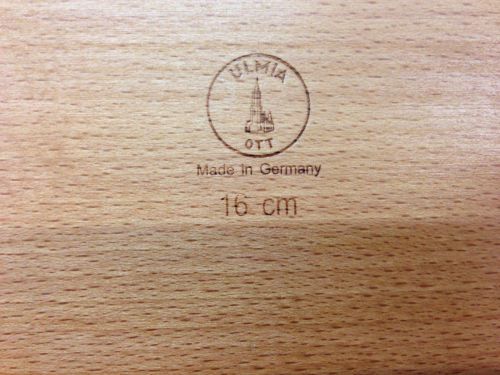 ULMIA
OTT
Made in Germany
16 cm